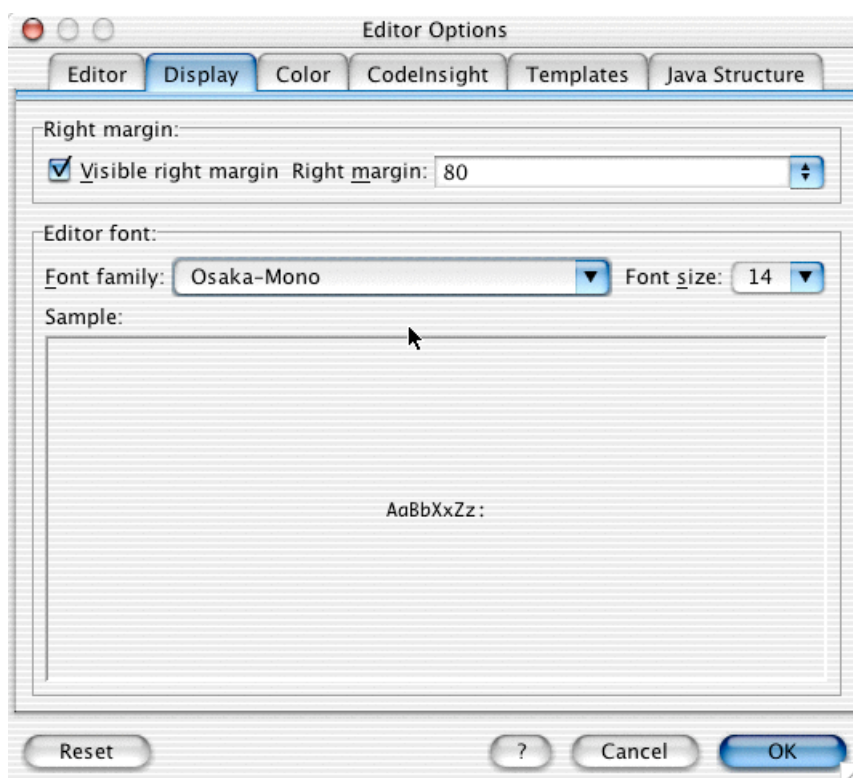 Editor Options
Editor Display Color CodeInsight Templates Java Structure
Right margin:
Visible right margin Right margin: 80
Editor font:
Font family: Osaka-Mono Font size: 14
Sample:
AaBbXxZz:
Reset ? Cancel OK